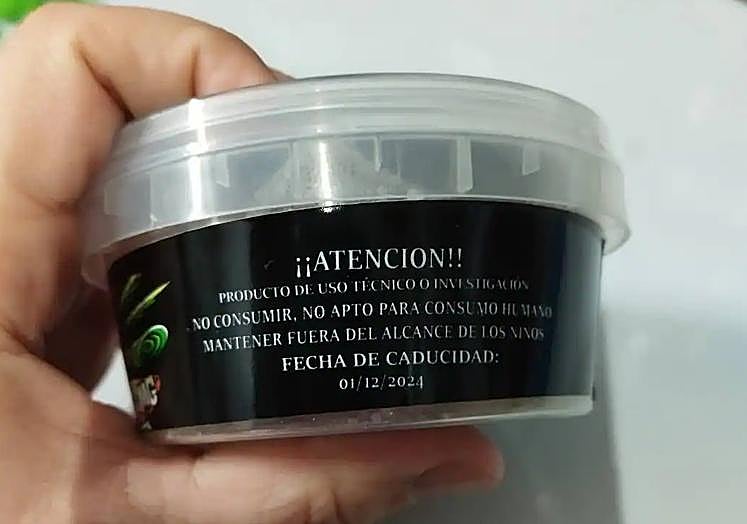 ¡¡ATENCION!!
PRODUCTO DE USO TÉCNICO O INVESTIGACIÓN
NO CONSUMIR, NO APTO PARA CONSUMO HUMANO
MANTENER FUERA DEL ALCANCE DE LOS NIÑOS
FECHA DE CADUCIDAD:
01/12/2024